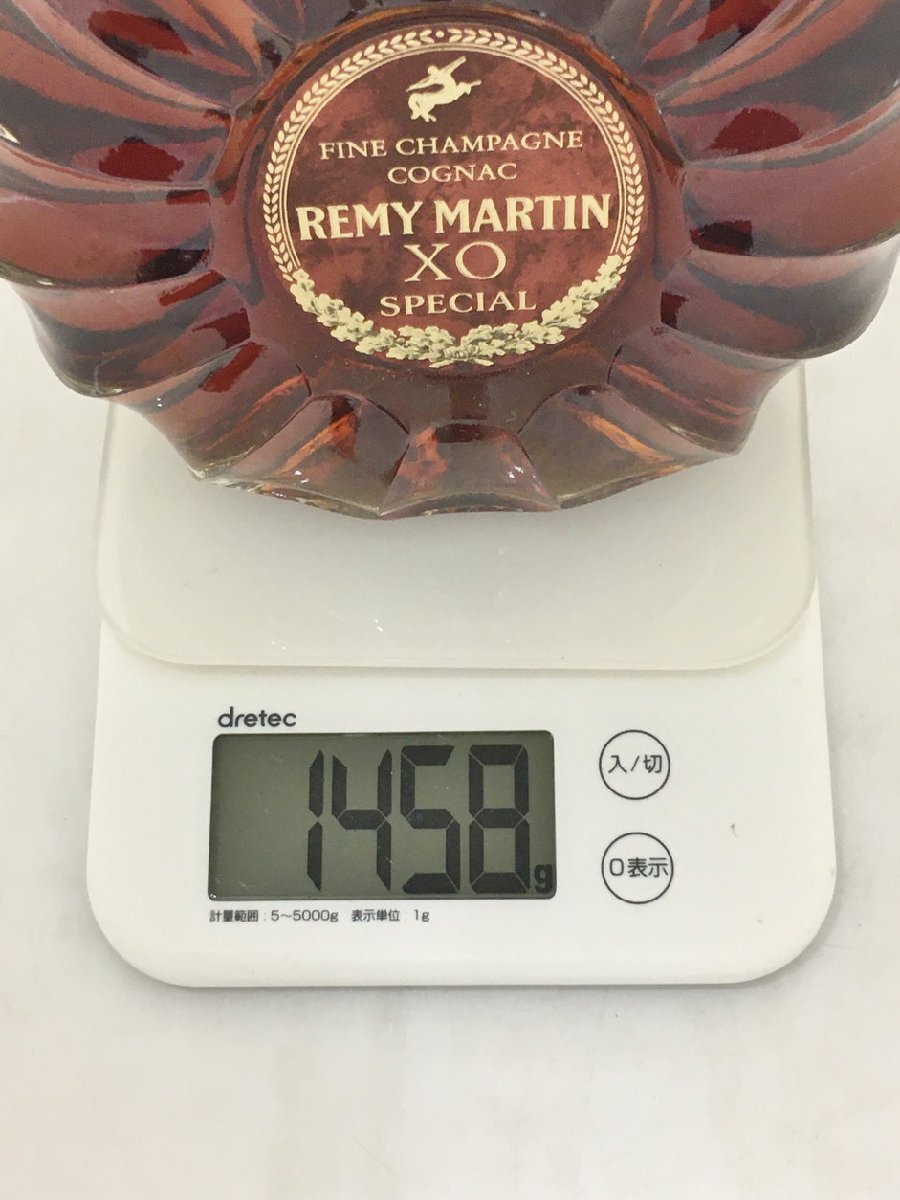 FINE CHAMPAGNE
COGNAC
REMY MARTIN
XO
SPECIAL
dretec
1458g
入/切
0表示
計量範囲：5～5000g 表示単位 1g